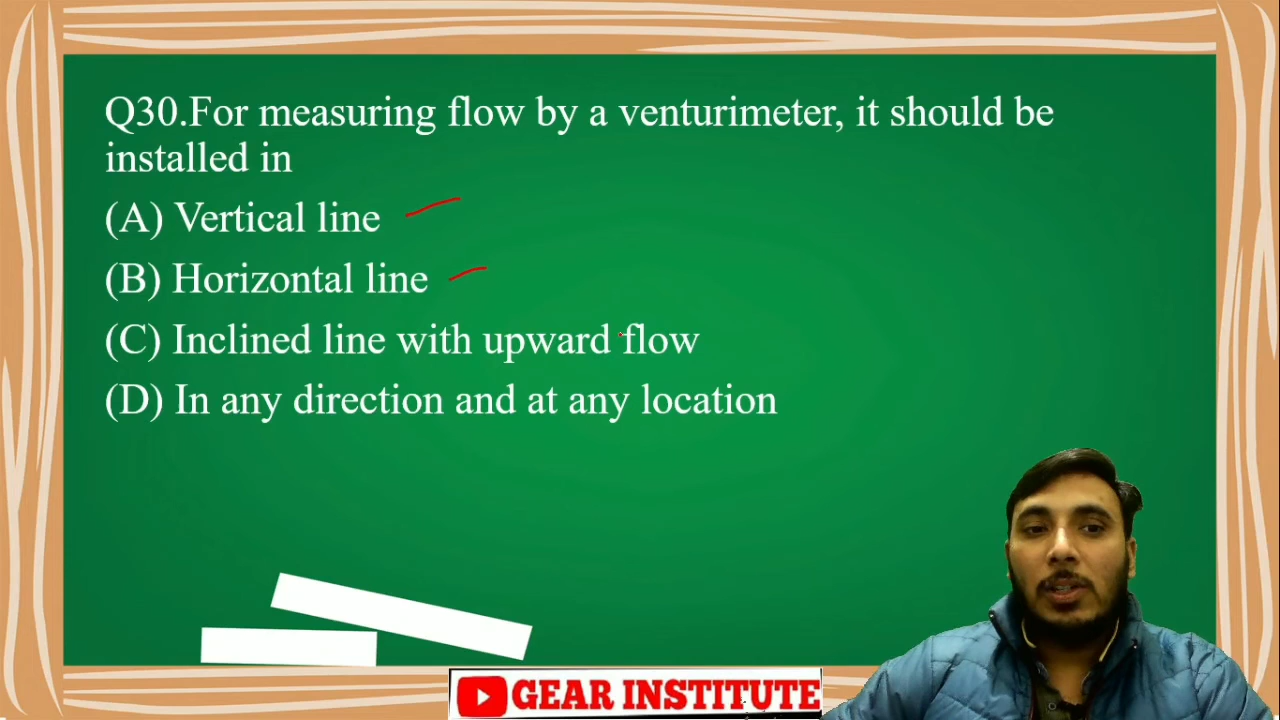 Q30.For measuring flow by a venturimeter, it should be
installed in
(A) Vertical line
(B) Horizontal line
(C) Inclined line with upward flow
(D) In any direction and at any location
GEAR INSTITUTE